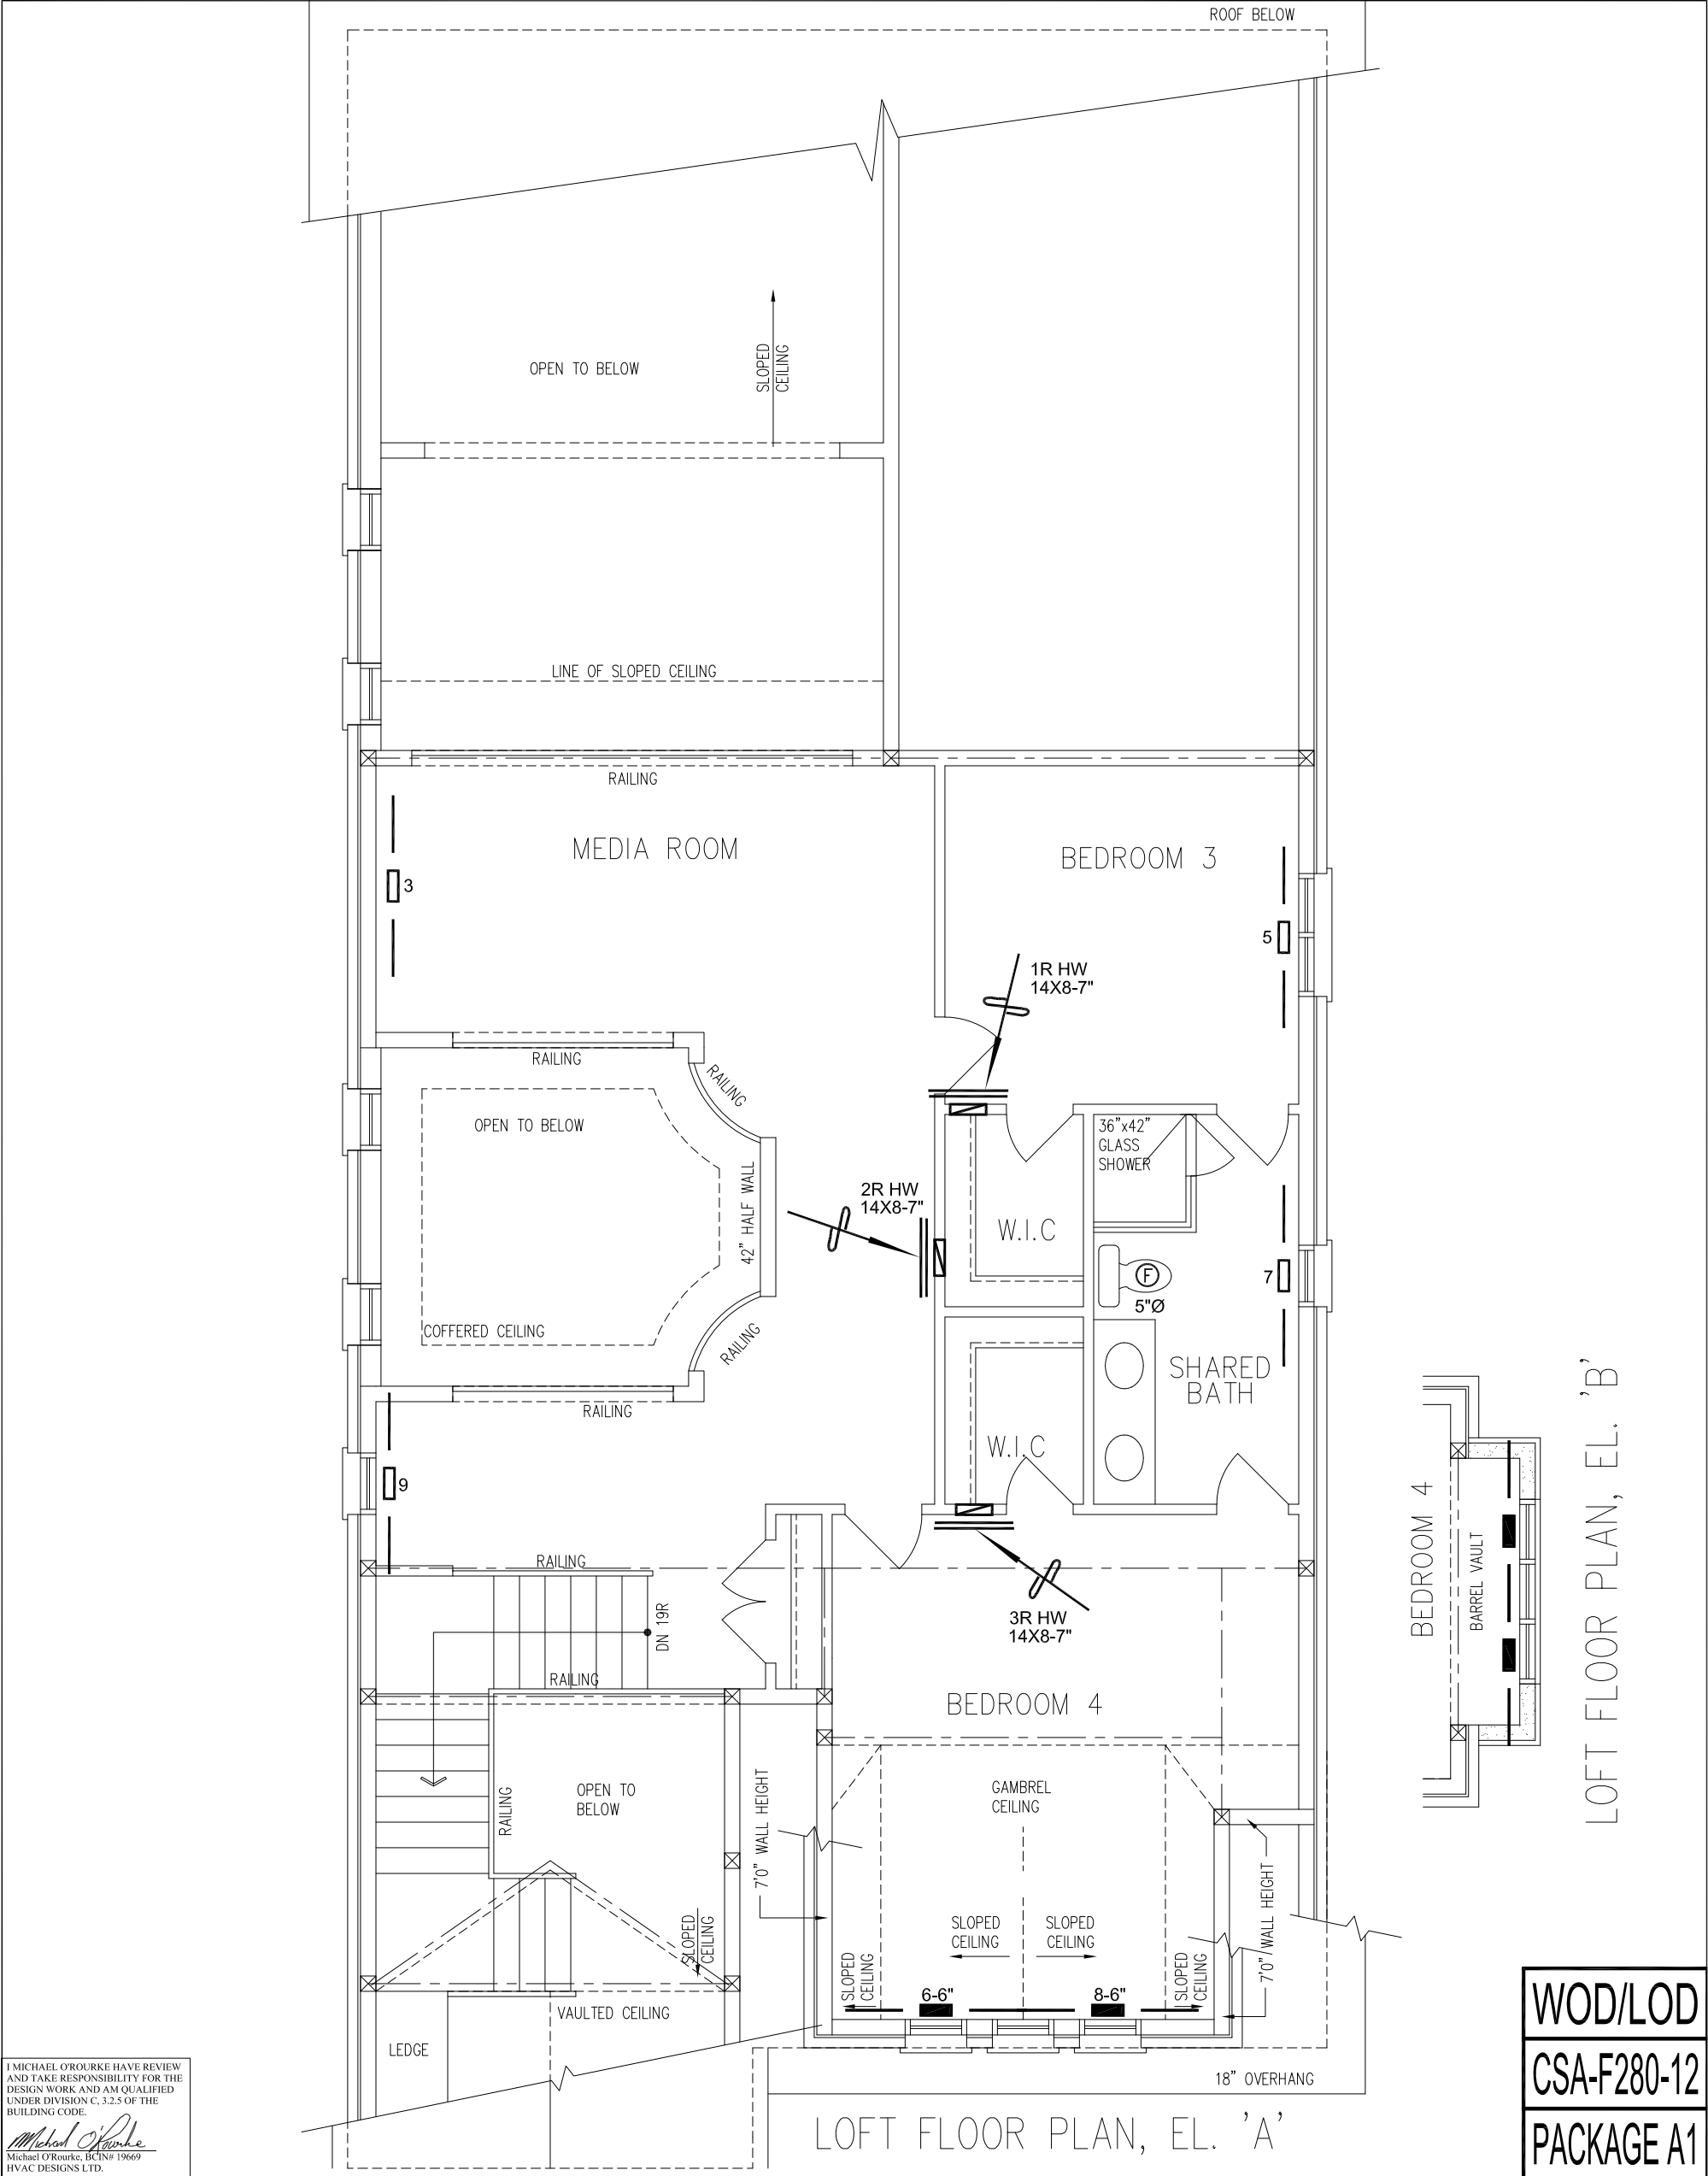 ROOF BELOW
OPEN TO BELOW
SLOPED
CEILING
LINE OF SLOPED CEILING
RAILING
MEDIA ROOM
BEDROOM 3
3
5
1R HW
14X8-7"
RAILING
RAILING
OPEN TO BELOW
36"x42"
GLASS
SHOWER
42" HALF WALL
2R HW
14X8-7"
W.I.C
F
5"Ø
7
COFFERED CEILING
RAILING
SHARED
BATH
RAILING
W.I.C
9
RAILING
DN 19R
3R HW
14X8-7"
RAILING
BEDROOM 4
OPEN TO
BELOW
RAILING
7'0" WALL HEIGHT
GAMBREL
CEILING
SLOPED
CEILING
SLOPED
CEILING
SLOPED
CEILING
7'0" WALL HEIGHT
SLOPED
CEILING
SLOPED
CEILING
6-6"
8-6"
VAULTED CEILING
LEDGE
18" OVERHANG
LOFT FLOOR PLAN, EL. 'A'
BEDROOM 4
BARREL VAULT
LOFT FLOOR PLAN, EL. 'B'
I MICHAEL O'ROURKE HAVE REVIEW
AND TAKE RESPONSIBILITY FOR THE
DESIGN WORK AND AM QUALIFIED
UNDER DIVISION C, 3.2.5 OF THE
BUILDING CODE.
Michael O'Rourke
Michael O'Rourke, BCIN# 19669
HVAC DESIGNS LTD.
WOD/LOD
CSA-F280-12
PACKAGE A1